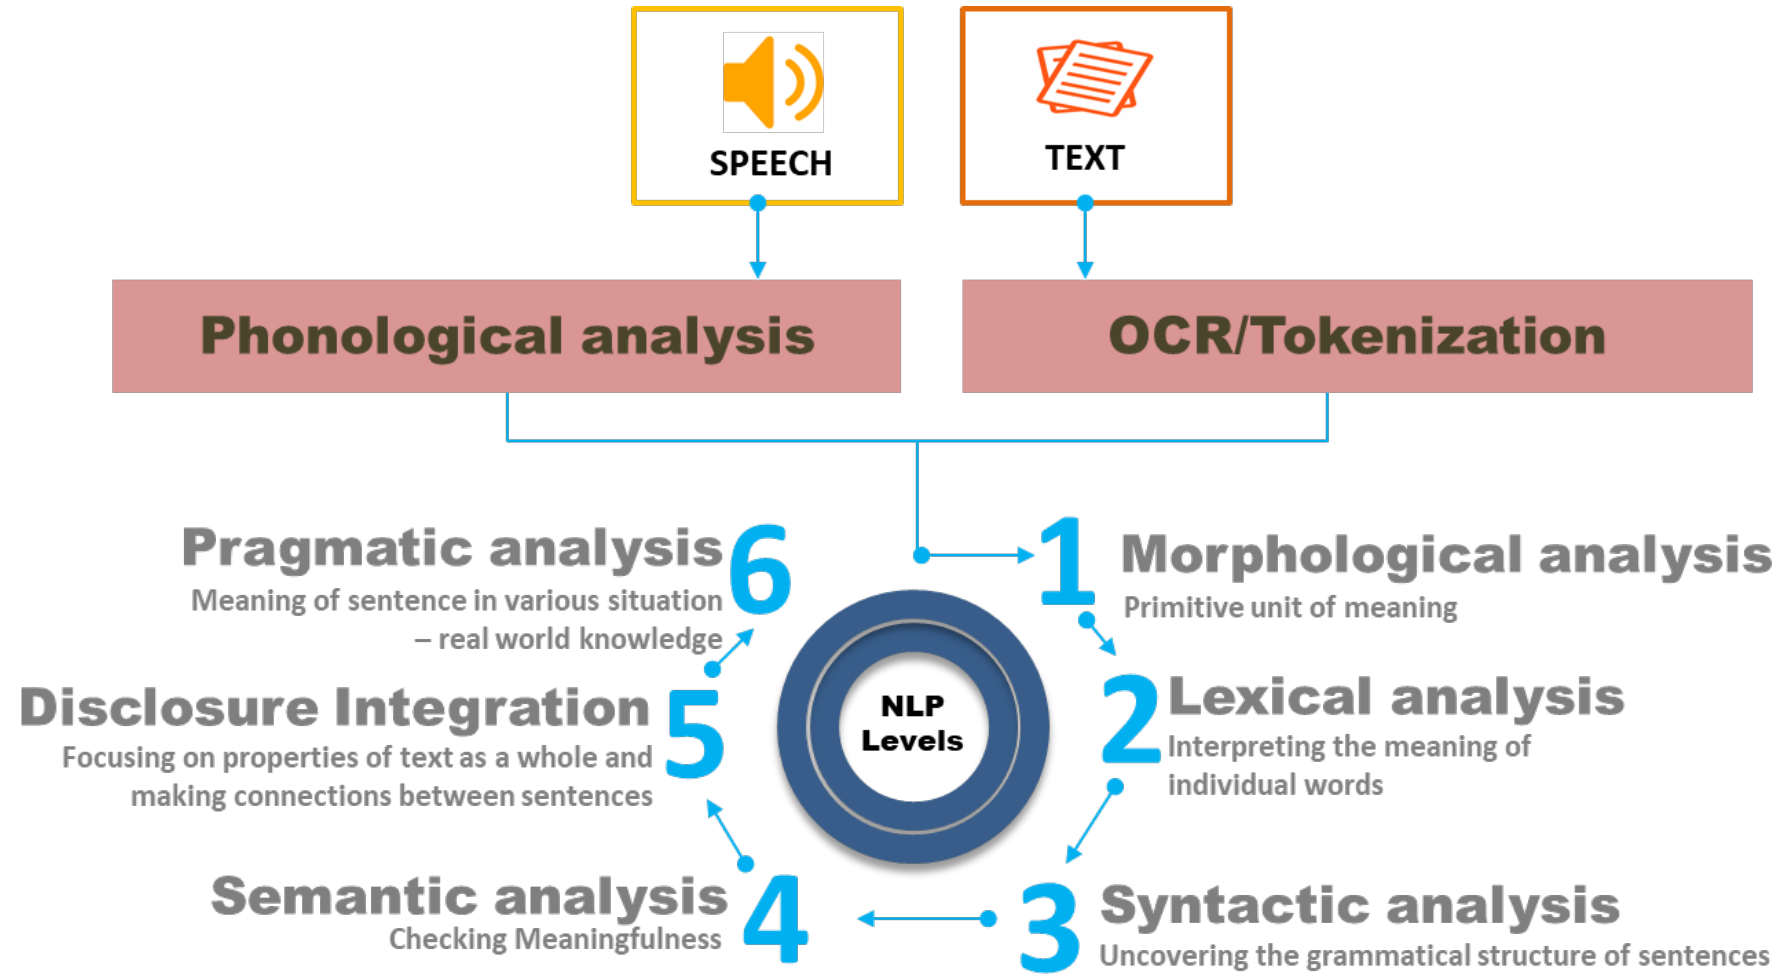 SPEECH
TEXT
Phonological analysis
OCR/Tokenization
NLP
Levels
1
Morphological analysis
Primitive unit of meaning
2
Lexical analysis
Interpreting the meaning of
individual words
3
Syntactic analysis
Uncovering the grammatical structure of sentences
4
Semantic analysis
Checking Meaningfulness
5
Disclosure Integration
Focusing on properties of text as a whole and
making connections between sentences
6
Pragmatic analysis
Meaning of sentence in various situation
– real world knowledge